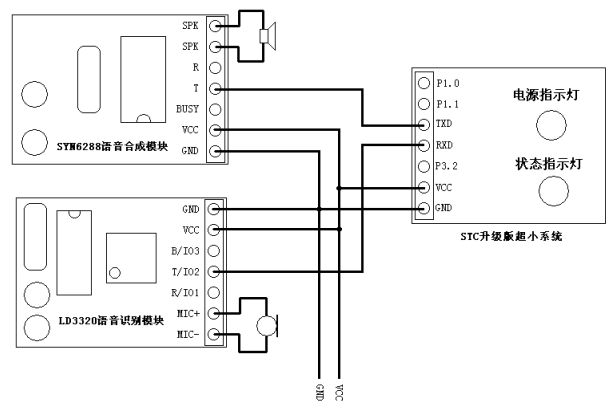 SPK
SPK
R
T
BUSY
VCC
GND
SYN6288语音合成模块
GND
VCC
B/IO3
T/IO2
R/IO1
MIC+
MIC-
LD3320语音识别模块
P1.0
P1.1
TXD
RXD
P3.2
VCC
GND
电源指示灯
状态指示灯
STC升级版超小系统
GND
VCC